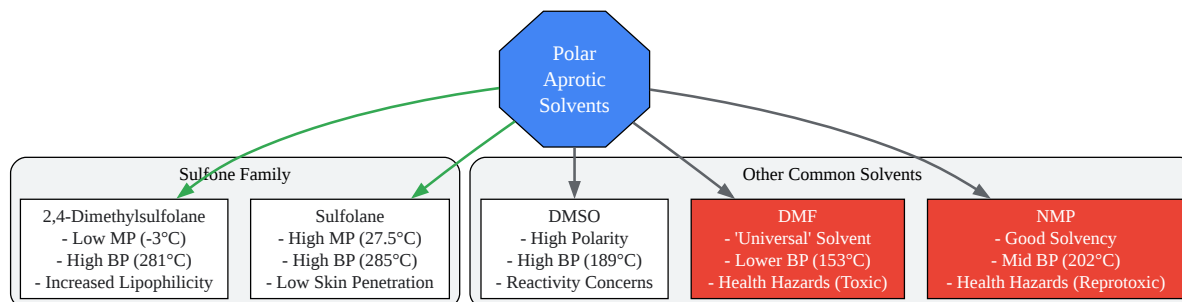 Polar
Aprotic
Solvents
Sulfone Family
2,4-Dimethylsulfolane
- Low MP (-3°C)
- High BP (281°C)
- Increased Lipophilicity
Sulfolane
- High MP (27.5°C)
- High BP (285°C)
- Low Skin Penetration
Other Common Solvents
DMSO
- High Polarity
- High BP (189°C)
- Reactivity Concerns
DMF
- 'Universal' Solvent
- Lower BP (153°C)
- Health Hazards (Toxic)
NMP
- Good Solvency
- Mid BP (202°C)
- Health Hazards (Reprotoxic)